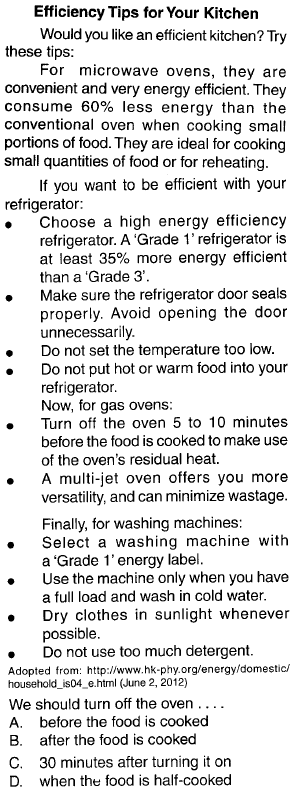 Efficiency Tips for Your Kitchen
Would you like an efficient kitchen? Try
these tips:
For microwave ovens, they are
convenient and very energy efficient. They
consume 60% less energy than the
conventional oven when cooking small
portions of food. They are ideal for cooking
small quantities of food or for reheating.
If you want to be efficient with your
refrigerator:
• Choose a high energy efficiency
refrigerator. A 'Grade 1' refrigerator is
at least 35% more energy efficient
than a 'Grade 3'.
• Make sure the refrigerator door seals
properly. Avoid opening the door
unnecessarily.
• Do not set the temperature too low.
• Do not put hot or warm food into your
refrigerator.
Now, for gas ovens:
• Turn off the oven 5 to 10 minutes
before the food is cooked to make use
of the oven's residual heat.
• A multi-jet oven offers you more
versatility, and can minimize wastage.
Finally, for washing machines:
• Select a washing machine with
a 'Grade 1' energy label.
• Use the machine only when you have
a full load and wash in cold water.
• Dry clothes in sunlight whenever
possible.
• Do not use too much detergent.
Adopted from: http://www.hk-phy.org/energy/domestic/
household_is04_e.html (June 2, 2012)
We should turn off the oven . . . .
A. before the food is cooked
B. after the food is cooked
C. 30 minutes after turning it on
D. when the food is half-cooked